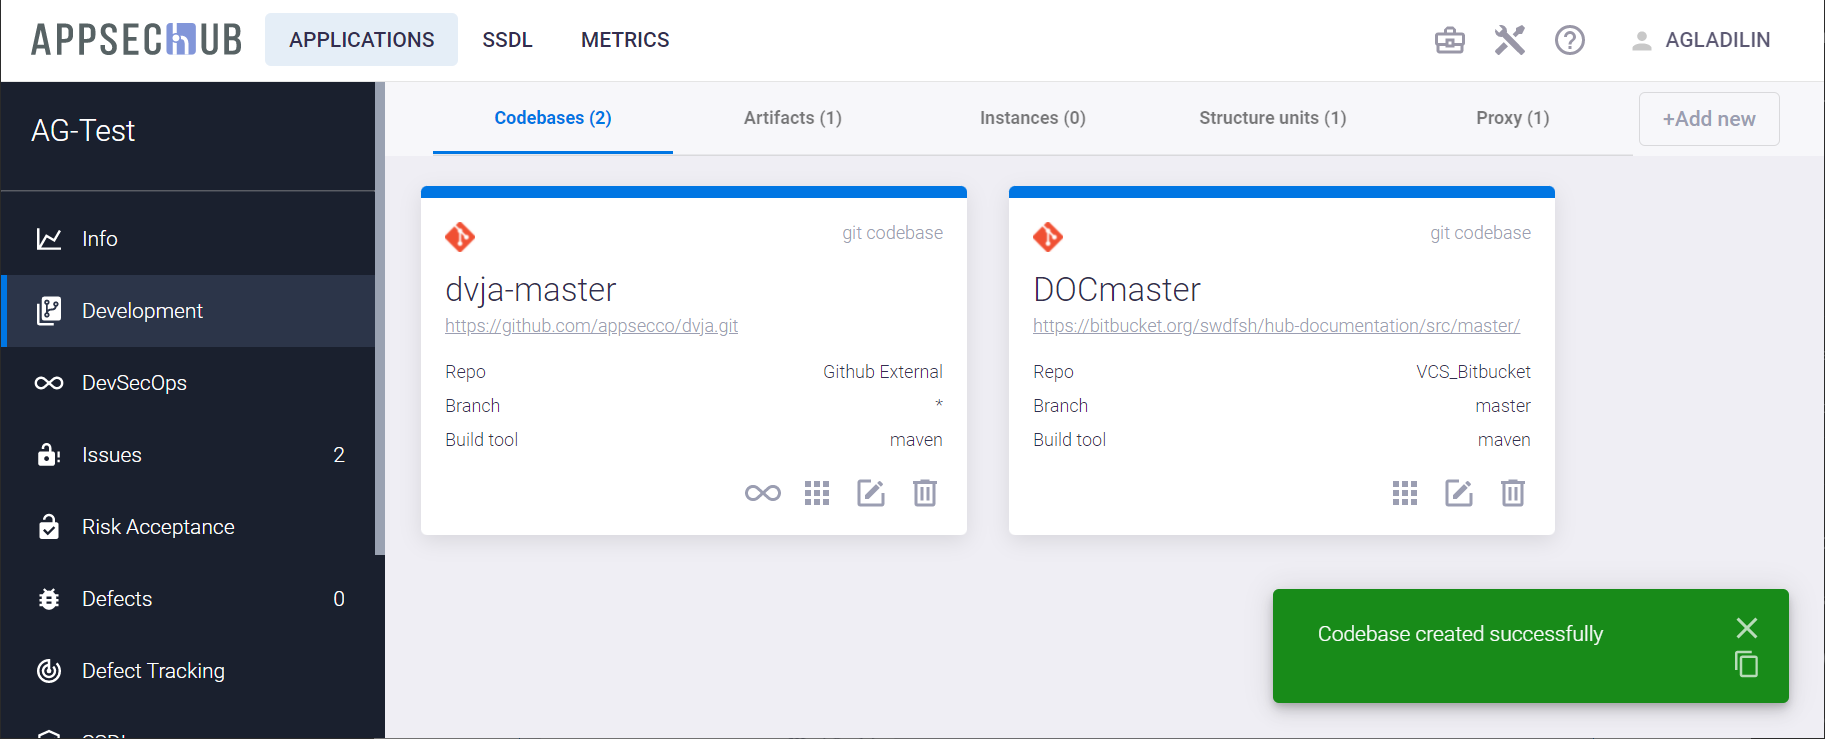 APPSECHUB
APPLICATIONS
SSDL
METRICS
AGLADILIN
AG-Test
Info
Development
DevSecOps
Issues 2
Risk Acceptance
Defects 0
Defect Tracking
Codebases (2)
Artifacts (1)
Instances (0)
Structure units (1)
Proxy (1)
+Add new
git codebase
dvja-master
https://github.com/appsecco/dvja.git
Repo Github External
Branch *
Build tool maven
git codebase
DOCmaster
https://bitbucket.org/swdfsh/hub-documentation/src/master/
Repo VCS_Bitbucket
Branch master
Build tool maven
Codebase created successfully